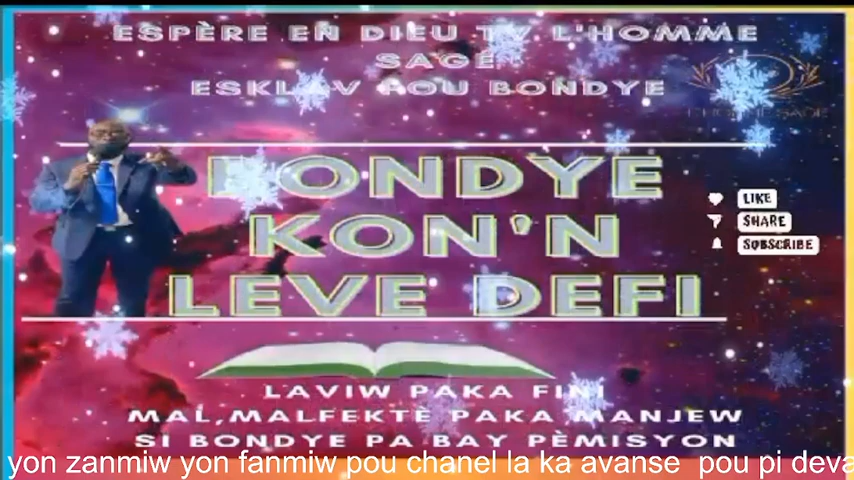 ESPÈRE EN DIEU TV L'HOMME
SAGE
ESKLAV POU BONDYE
L'HOMME SAGE
BONDYE
KON'N
LEVE DEFI
LIKE
SHARE
SUBSCRIBE
LAVIW PAKA FINI
MAL,MALFEKTÈ PAKA MANJEW
SI BONDYE PA BAY PÈMISYON
yon zanmiw yon fanmiw pou chanel la ka avanse pou pi deva